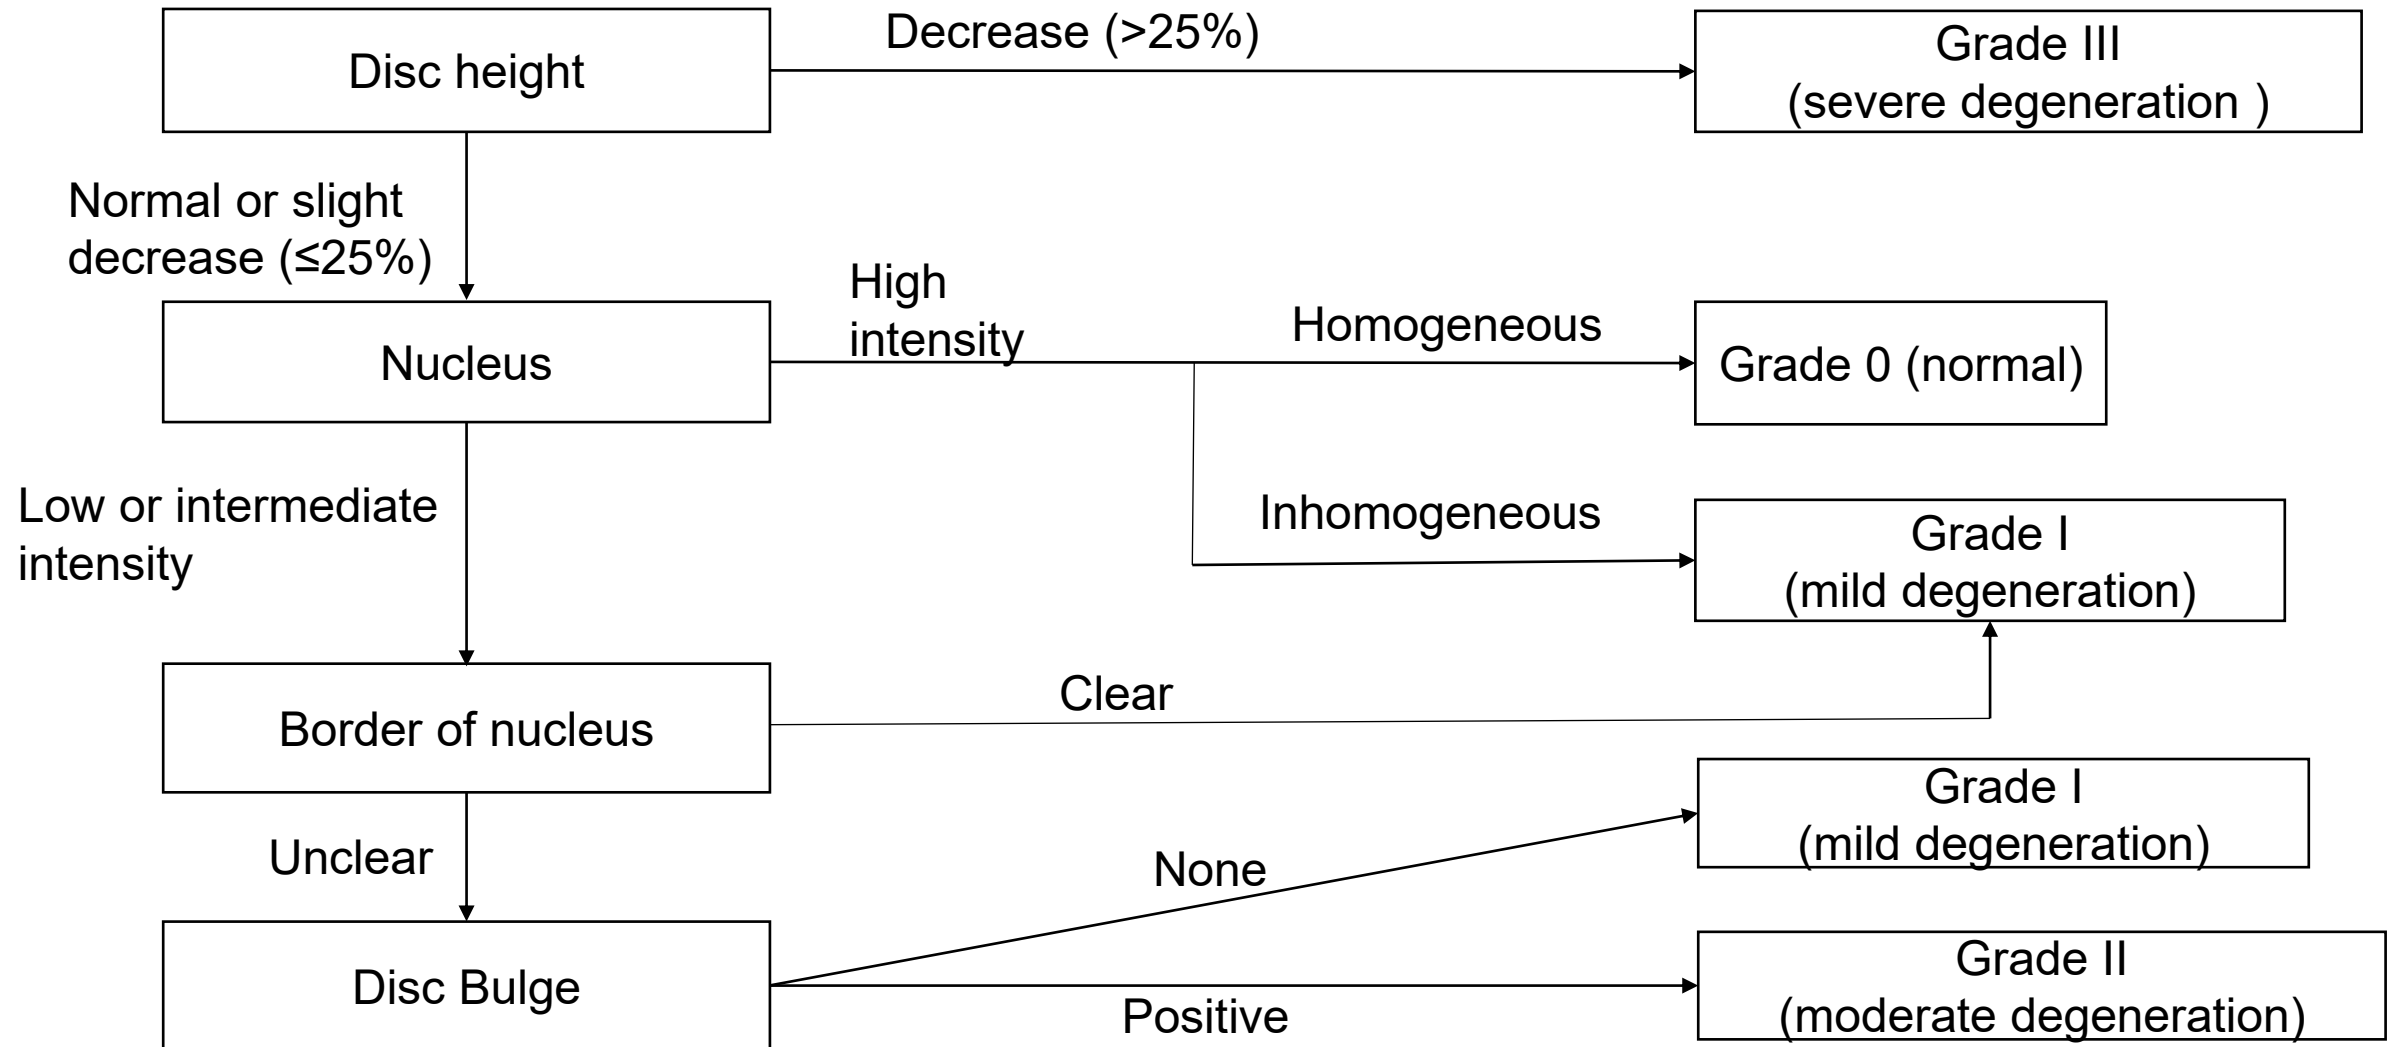 Disc height
Decrease (>25%)
Grade III
(severe degeneration )
Normal or slight
decrease (≤25%)
Nucleus
High
intensity
Homogeneous
Grade 0 (normal)
Low or intermediate
intensity
Inhomogeneous
Grade I
(mild degeneration)
Border of nucleus
Clear
Unclear
Grade I
(mild degeneration)
None
Disc Bulge
Positive
Grade II
(moderate degeneration)